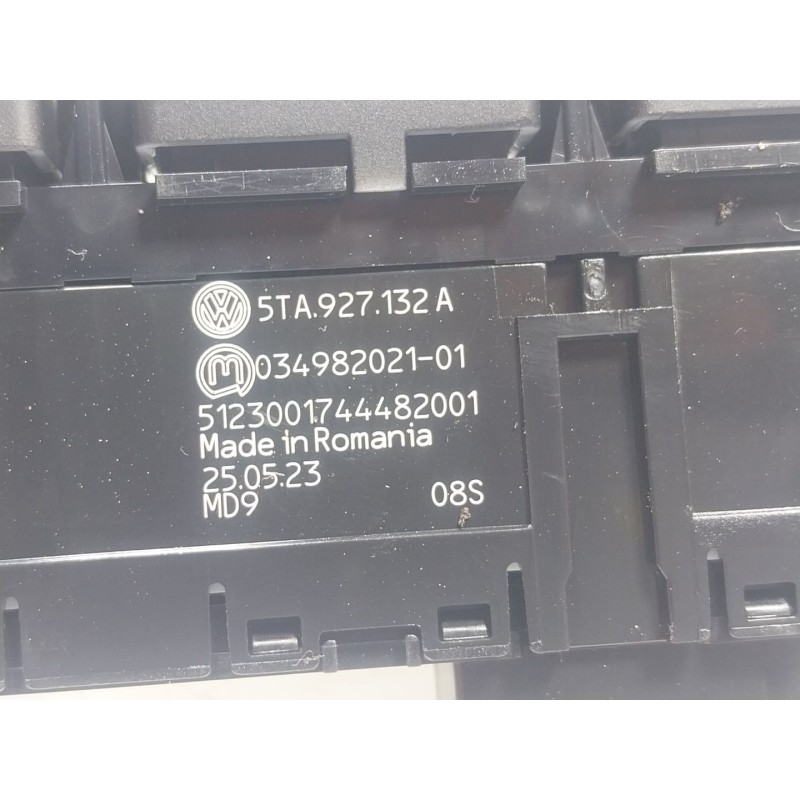 5TA.927.132 A
034982021-01
5123001744482001
Made in Romania
25.05.23
MD9 08S